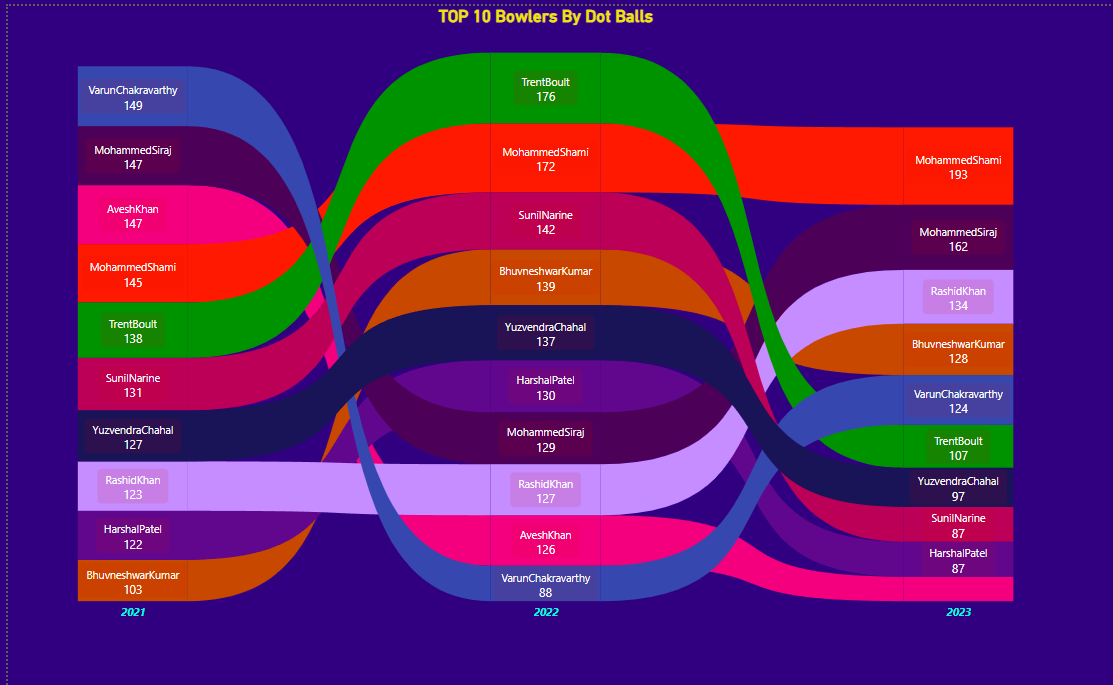 TOP 10 Bowlers By Dot Balls
VarunChakravarthy
149
MohammedSiraj
147
AveshKhan
147
MohammedShami
145
TrentBoult
138
SunilNarine
131
YuzvendraChahal
127
RashidKhan
123
HarshalPatel
122
BhuvneshwarKumar
103
2021
TrentBoult
176
MohammedShami
172
SunilNarine
142
BhuvneshwarKumar
139
YuzvendraChahal
137
HarshalPatel
130
MohammedSiraj
129
RashidKhan
127
AveshKhan
126
VarunChakravarthy
88
2022
MohammedShami
193
MohammedSiraj
162
RashidKhan
134
BhuvneshwarKumar
128
VarunChakravarthy
124
TrentBoult
107
YuzvendraChahal
97
SunilNarine
87
HarshalPatel
87
2023